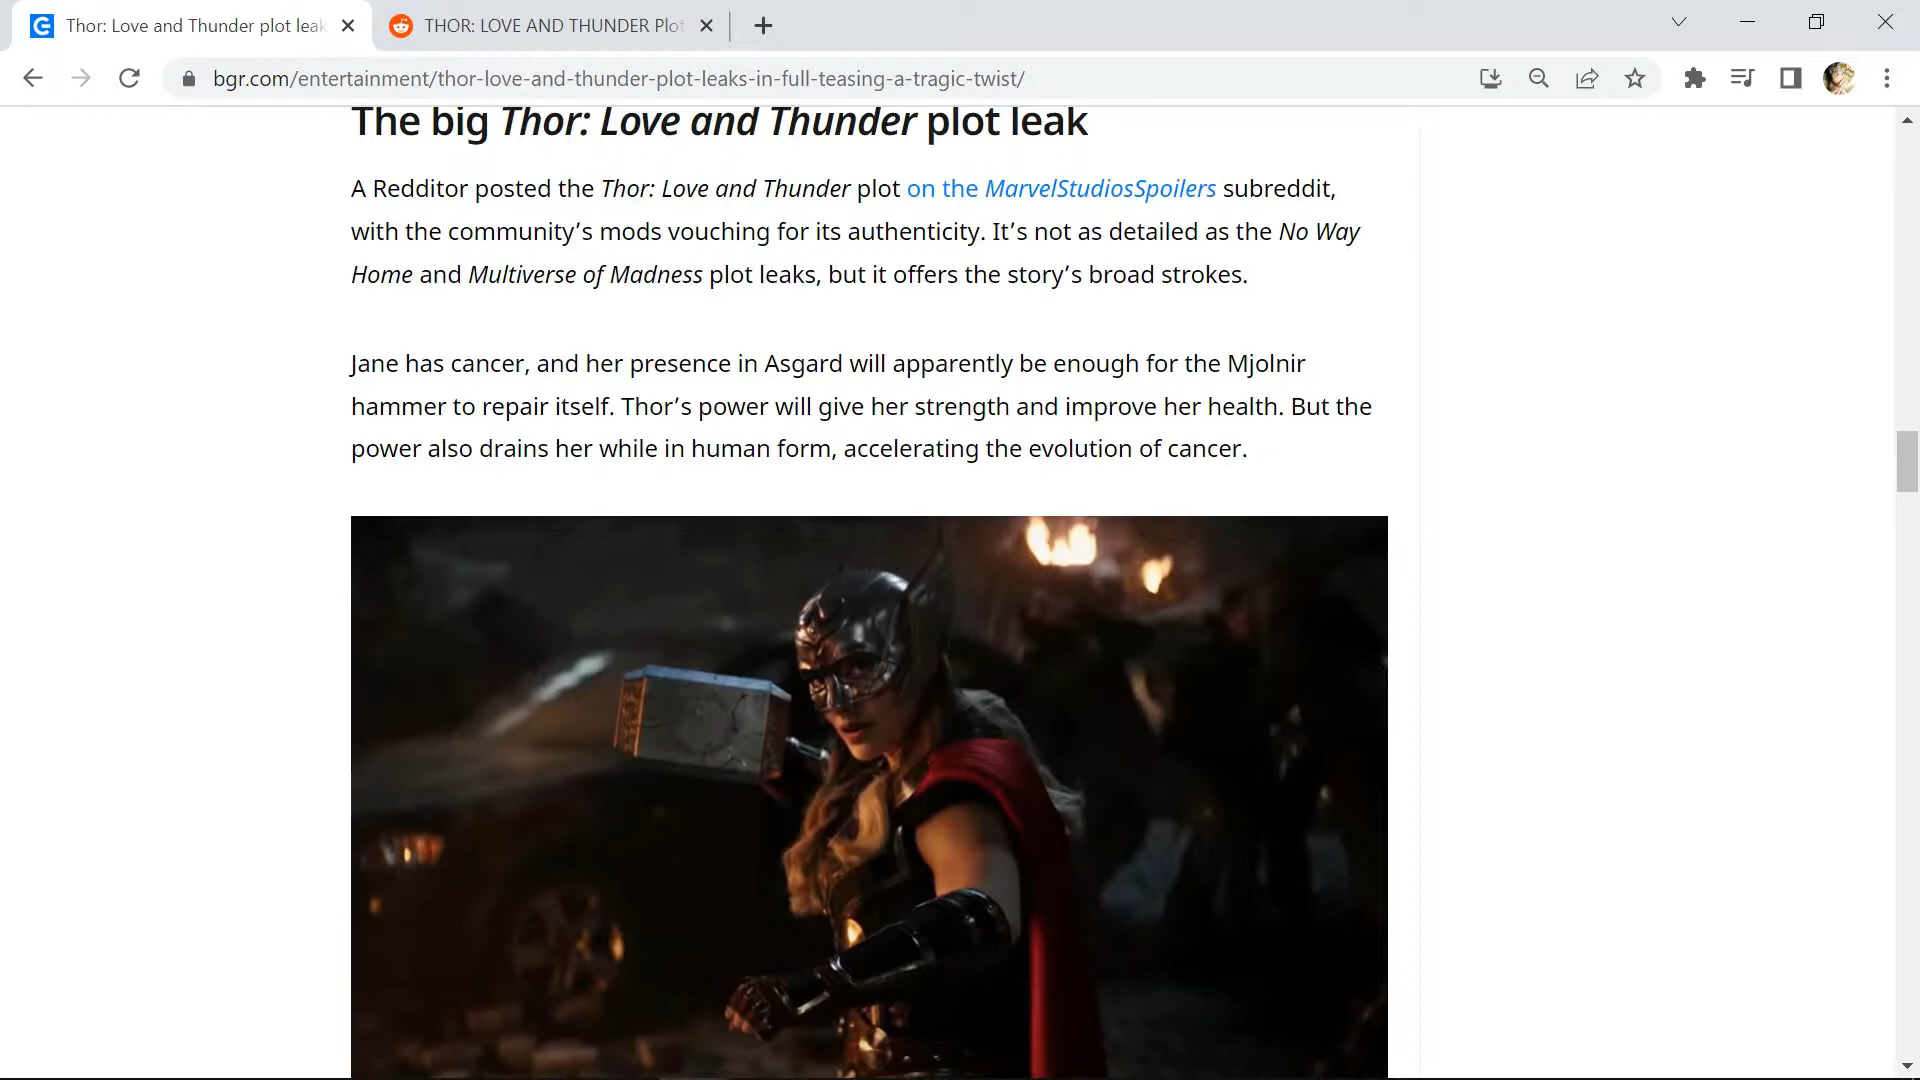 Thor: Love and Thunder plot leak
THOR: LOVE AND THUNDER Plot
bgr.com/entertainment/thor-love-and-thunder-plot-leaks-in-full-teasing-a-tragic-twist/
The big Thor: Love and Thunder plot leak
A Redditor posted the Thor: Love and Thunder plot on the MarvelStudiosSpoilers subreddit,
with the community’s mods vouching for its authenticity. It’s not as detailed as the No Way
Home and Multiverse of Madness plot leaks, but it offers the story’s broad strokes.
Jane has cancer, and her presence in Asgard will apparently be enough for the Mjolnir
hammer to repair itself. Thor’s power will give her strength and improve her health. But the
power also drains her while in human form, accelerating the evolution of cancer.